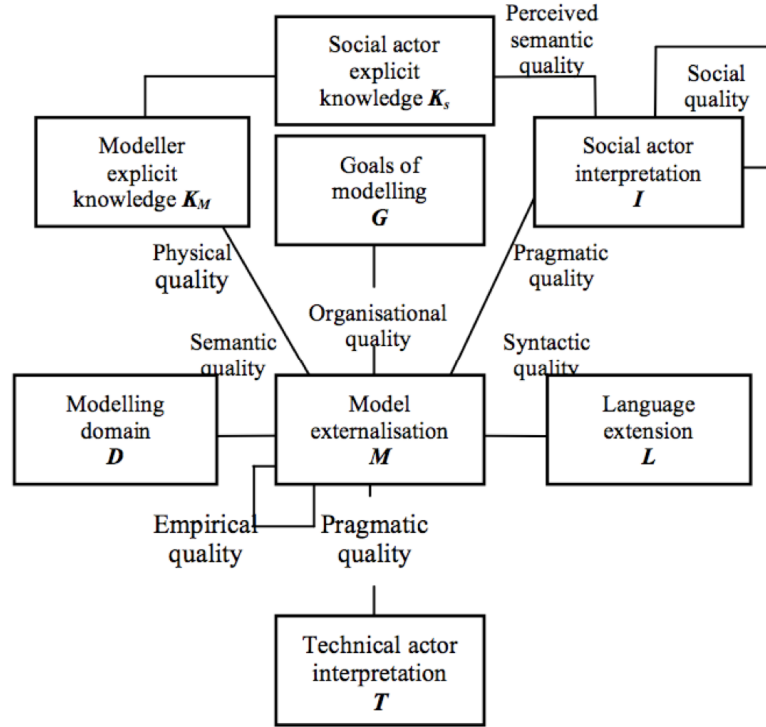 Social actor
explicit
knowledge Ks
Perceived
semantic
quality
Social
quality
Modeller
explicit
knowledge KM
Goals of
modelling
G
Social actor
interpretation
I
Physical
quality
Pragmatic
quality
Organisational
quality
Semantic
quality
Syntactic
quality
Modelling
domain
D
Model
externalisation
M
Language
extension
L
Empirical
quality
Pragmatic
quality
Technical actor
interpretation
T